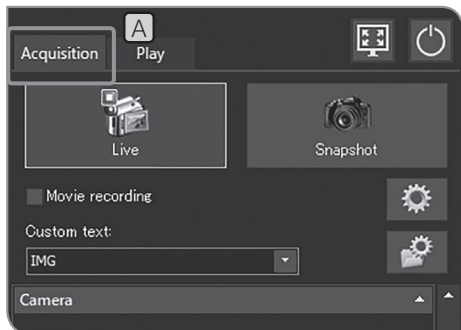 A
Acquisition Play
Live Snapshot
Movie recording
Custom text:
IMG
Camera